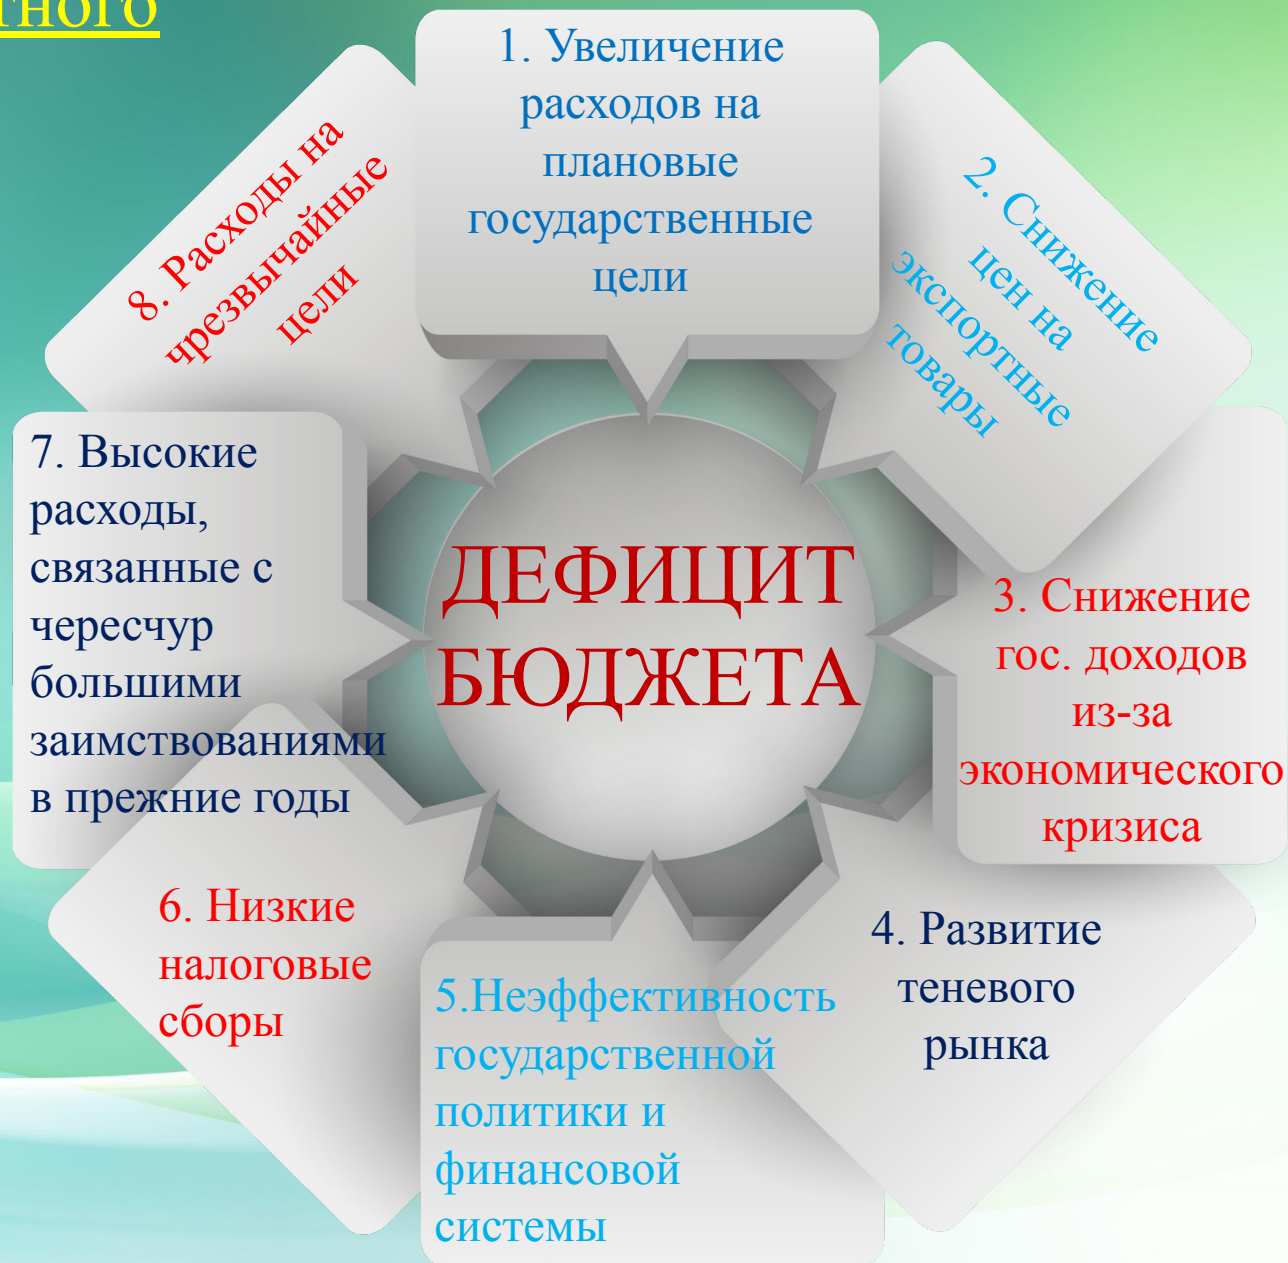 1. Увеличение
расходов на
плановые
государственные
цели
2. Снижение
цен на
экспортные
товары
3. Снижение
гос. доходов
из-за
экономического
кризиса
4. Развитие
теневого
рынка
5.Неэффективность
государственной
политики и
финансовой
системы
6. Низкие
налоговые
сборы
7. Высокие
расходы,
связанные с
чересчур
большими
заимствованиями
в прежние годы
8. Расходы на
чрезвычайные
цели
ДЕФИЦИТ
БЮДЖЕТА